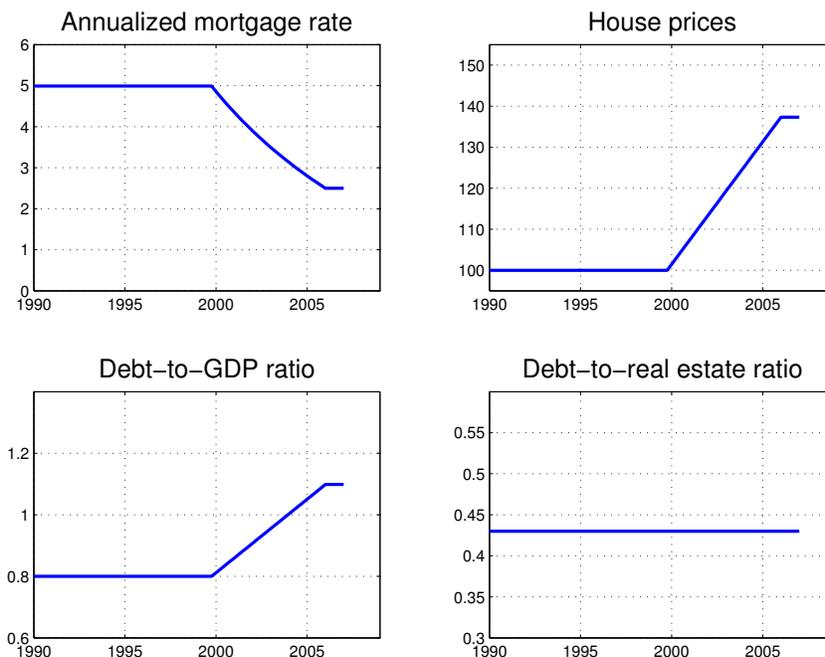 Annualized mortgage rate
6
5
4
3
2
1
0
1990 1995 2000 2005
House prices
150
140
130
120
110
100
1990 1995 2000 2005
Debt−to−GDP ratio
1.2
1
0.8
0.6
1990 1995 2000 2005
Debt−to−real estate ratio
0.55
0.5
0.45
0.4
0.35
0.3
1990 1995 2000 2005